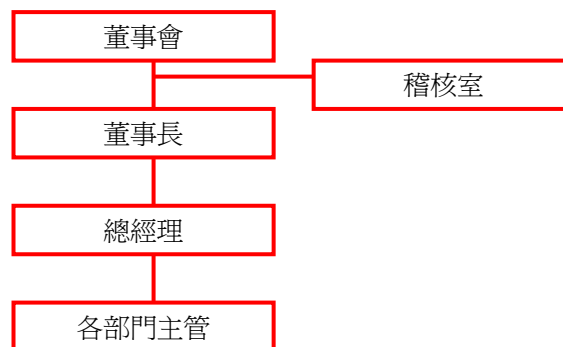 董事會
稽核室
董事長
總經理
各部門主管